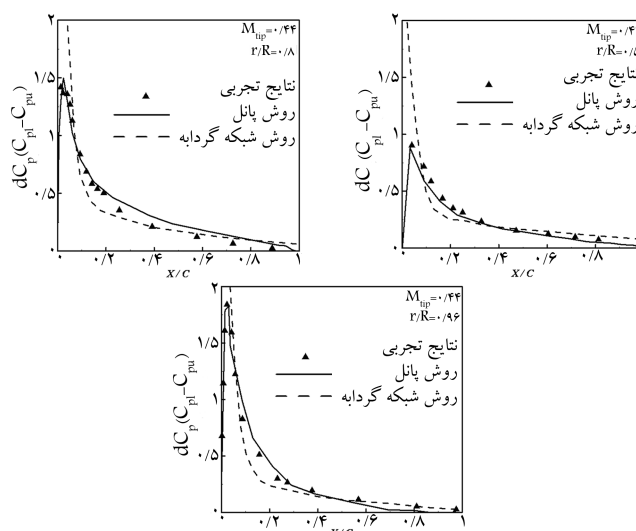 M_tip=۰/۴۴
r/R=۰/۸
نتایج تجربی
روش پانل
روش شبکه گردابه
dC_p (C_pl−C_pu)
۲
۱/۵
۱
۰/۵
۰ ۰/۲ ۰/۴ ۰/۶ ۰/۸ ۱
x/c
نتایج تجربی
روش پانل
روش شبکه گردابه
dC_p (C_pl−C_pu)
۲
۱/۵
۱
۰/۵
۰ ۰/۲ ۰/۴ ۰/۶ ۰/۸
x/c
M_tip=۰/۴۴
r/R=۰/۹۶
نتایج تجربی
روش پانل
روش شبکه گردابه
dC_p (C_pl−C_pu)
۲
۱/۵
۱
۰/۵
۰ ۰/۲ ۰/۴ ۰/۶ ۰/۸ ۱